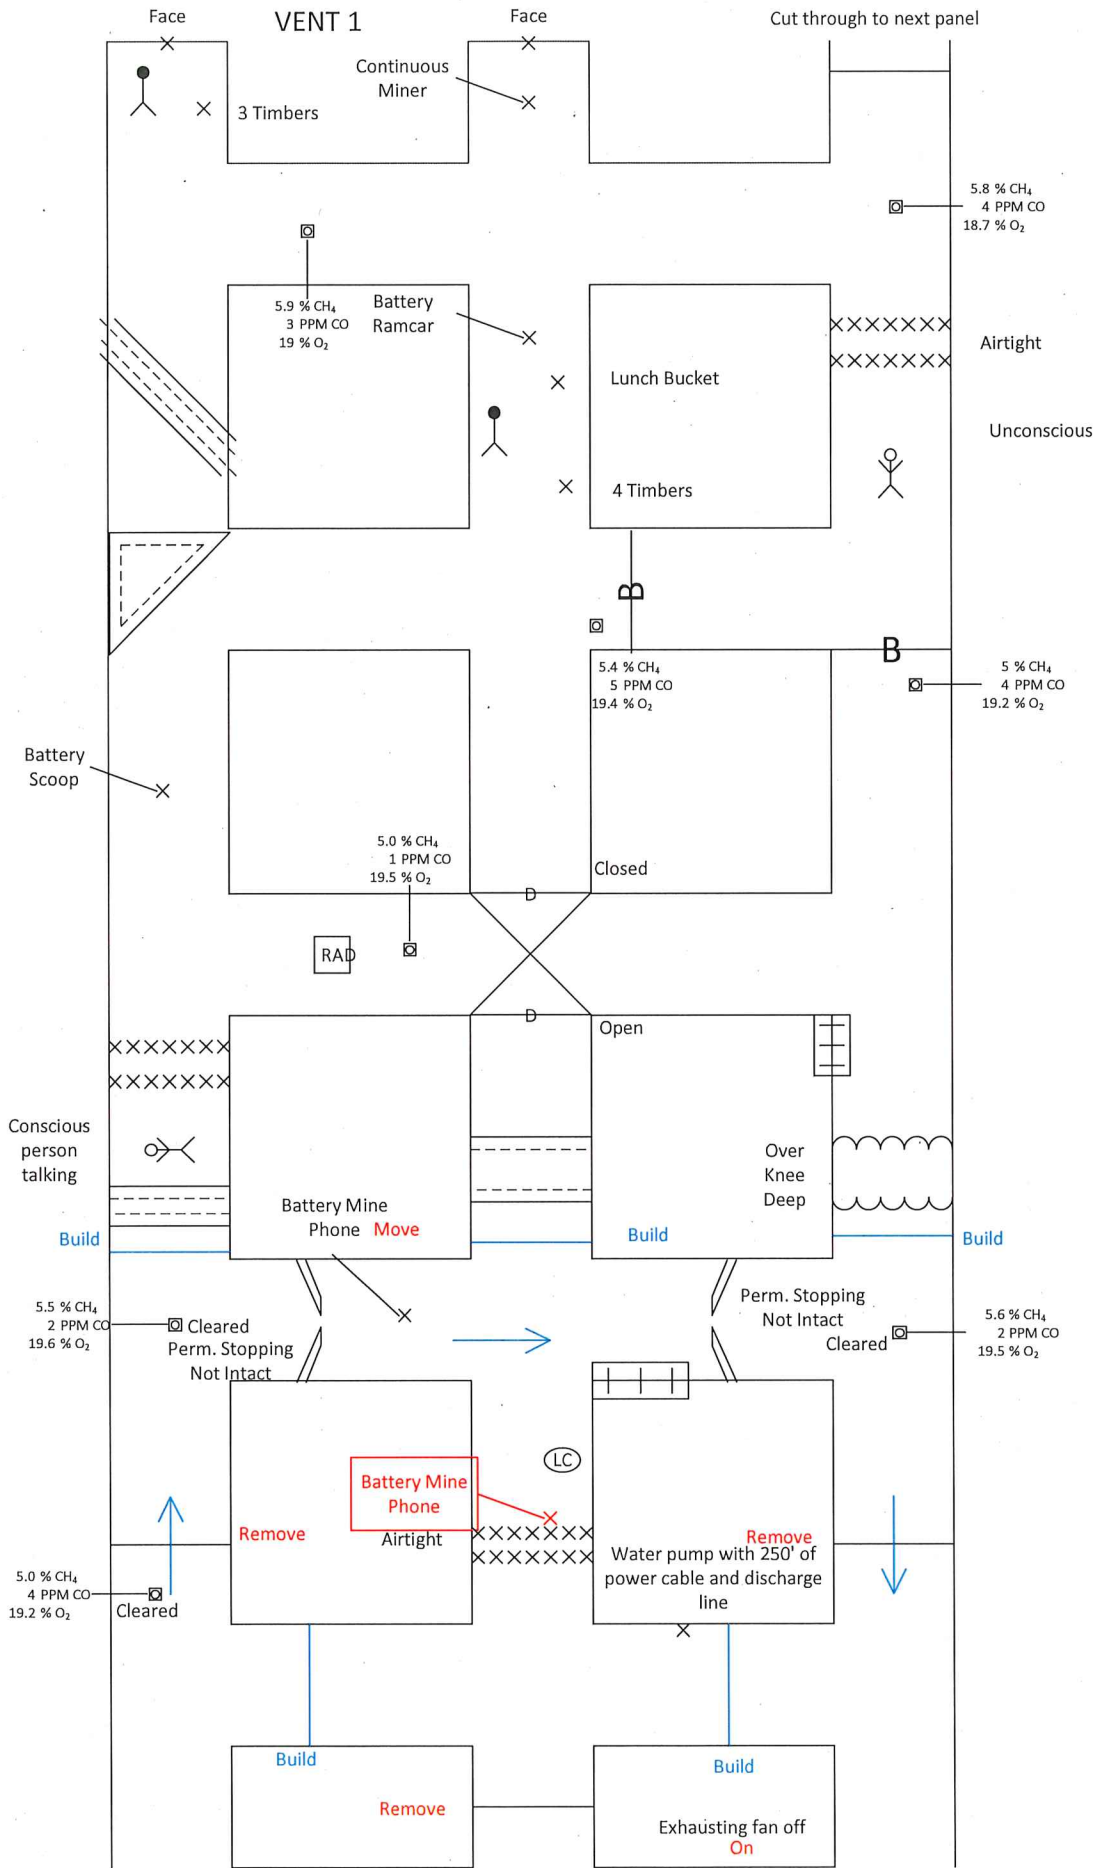 Face
VENT 1
Face
Cut through to next panel
Continuous
Miner
3 Timbers
5.8 % CH₄
4 PPM CO
18.7 % O₂
5.9 % CH₄
3 PPM CO
19 % O₂
Battery
Ramcar
Airtight
Lunch Bucket
Unconscious
4 Timbers
B
B
5.4 % CH₄
5 PPM CO
19.4 % O₂
5 % CH₄
4 PPM CO
19.2 % O₂
Battery
Scoop
5.0 % CH₄
1 PPM CO
19.5 % O₂
Closed
D
RAD
D
Open
Conscious
person
talking
Over
Knee
Deep
Battery Mine
Phone Move
Build
Build
Build
5.5 % CH₄
2 PPM CO
19.6 % O₂
Cleared
Perm. Stopping
Not Intact
Perm. Stopping
Not Intact
Cleared
5.6 % CH₄
2 PPM CO
19.5 % O₂
LC
Battery Mine
Phone
Remove
Airtight
Remove
Water pump with 250' of
power cable and discharge
line
5.0 % CH₄
4 PPM CO
19.2 % O₂
Cleared
Build
Build
Remove
Exhausting fan off
On